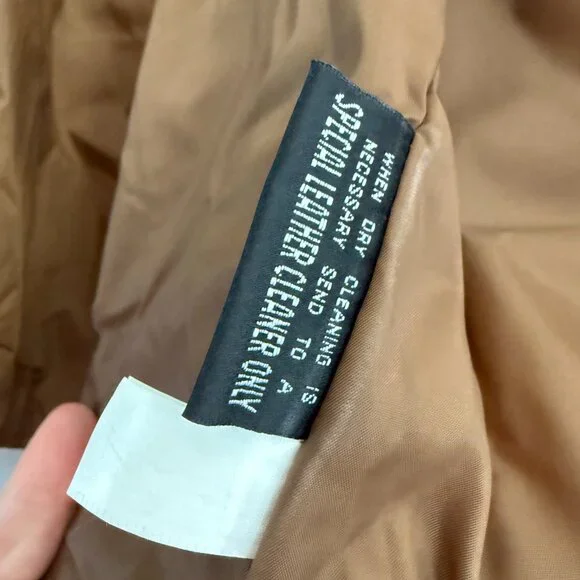 WHEN DRY CLEANING IS
NECESSARY SEND TO A
SPECIAL LEATHER CLEANER ONLY